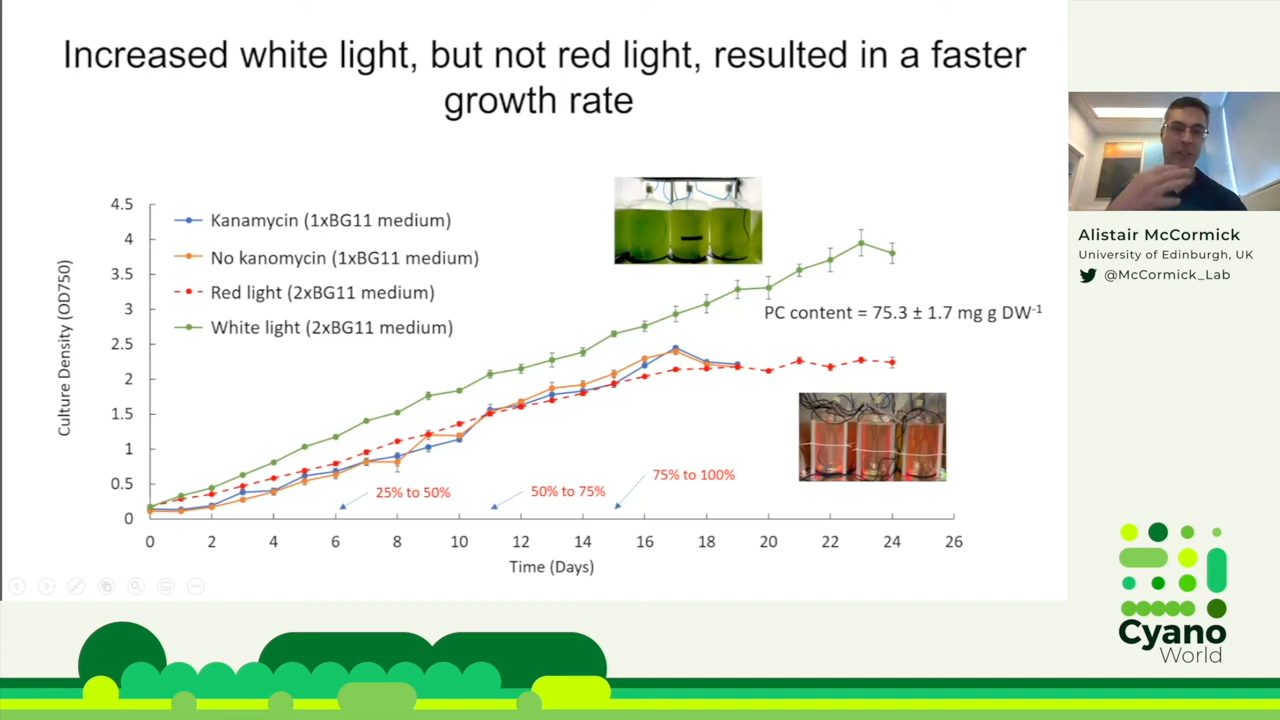 Increased white light, but not red light, resulted in a faster
growth rate
Alistair McCormick
University of Edinburgh, UK
@McCormick_Lab
Culture Density (OD750)
4.5
4
3.5
3
2.5
2
1.5
1
0.5
0
Kanamycin (1xBG11 medium)
No kanomycin (1xBG11 medium)
Red light (2xBG11 medium)
White light (2xBG11 medium)
PC content = 75.3 ± 1.7 mg g DW⁻¹
25% to 50%
50% to 75%
75% to 100%
0 2 4 6 8 10 12 14 16 18 20 22 24 26
Time (Days)
Cyano
World